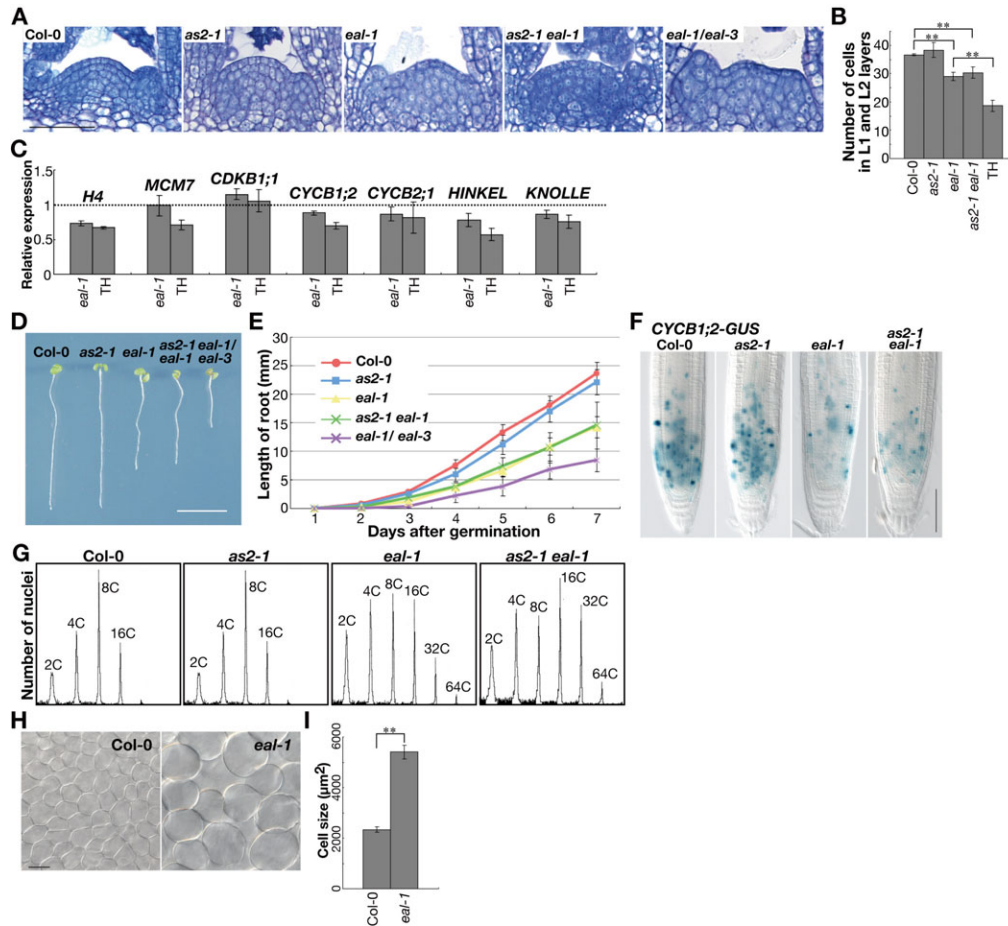 A
Col-0
as2-1
eal-1
as2-1 eal-1
eal-1/eal-3
B
Number of cells
in L1 and L2 layers
40
30
20
10
0
**
**
**
Col-0
as2-1
eal-1
as2-1 eal-1
TH
C
Relative expression
1.5
1
0.5
0
H4
MCM7
CDKB1;1
CYCB1;2
CYCB2;1
HINKEL
KNOLLE
eal-1
TH
eal-1
TH
eal-1
TH
eal-1
TH
eal-1
TH
eal-1
TH
eal-1
TH
D
Col-0
as2-1
eal-1
as2-1 eal-1
eal-1/ eal-3
E
Length of root (mm)
30
25
20
15
10
5
0
Col-0
as2-1
eal-1
as2-1 eal-1
eal-1/ eal-3
1 2 3 4 5 6 7
Days after germination
F
CYCB1;2-GUS
Col-0
as2-1
eal-1
as2-1
eal-1
G
Number of nuclei
Col-0
2C
4C
8C
16C
as2-1
2C
4C
8C
16C
eal-1
2C
4C
8C
16C
32C
64C
as2-1 eal-1
2C
4C
8C
16C
32C
64C
H
Col-0
eal-1
I
Cell size (µm²)
6000
4000
2000
0
**
Col-0
eal-1